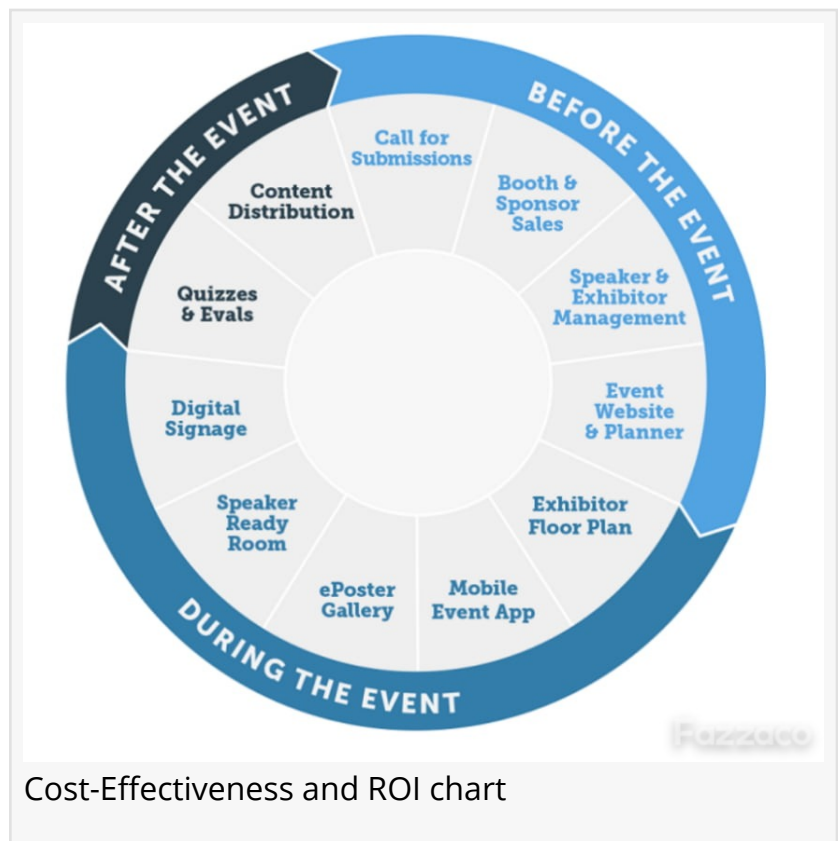 BEFORE THE EVENT
Call for
Submissions
Booth &
Sponsor
Sales
Speaker &
Exhibitor
Management
Event
Website
& Planner
DURING THE EVENT
Exhibitor
Floor Plan
Mobile
Event App
ePoster
Gallery
Speaker
Ready
Room
Digital
Signage
AFTER THE EVENT
Quizzes
& Evals
Content
Distribution
Fazzaco
Cost-Effectiveness and ROI chart